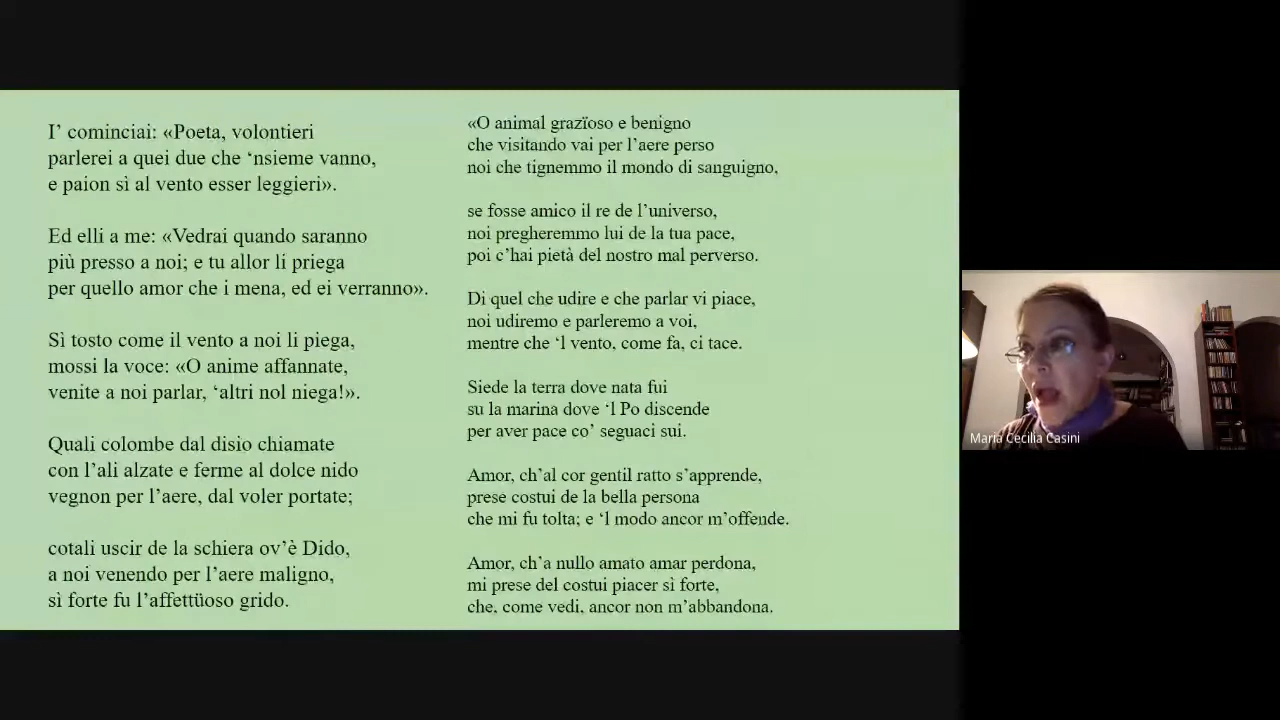 I’ cominciai: «Poeta, volontieri
parlerei a quei due che ‘nsieme vanno,
e paion sì al vento esser leggieri».
Ed elli a me: «Vedrai quando saranno
più presso a noi; e tu allor li priega
per quello amor che i mena, ed ei verranno».
Sì tosto come il vento a noi li piega,
mossi la voce: «O anime affannate,
venite a noi parlar, ‘altri nol niega!».
Quali colombe dal disio chiamate
con l’ali alzate e ferme al dolce nido
vegnon per l’aere, dal voler portate;
cotali uscir de la schiera ov’è Dido,
a noi venendo per l’aere maligno,
sì forte fu l’affettüoso grido.
«O animal grazïoso e benigno
che visitando vai per l’aere perso
noi che tignemmo il mondo di sanguigno,
se fosse amico il re de l’universo,
noi pregheremmo lui de la tua pace,
poi c’hai pietà del nostro mal perverso.
Di quel che udire e che parlar vi piace,
noi udiremo e parleremo a voi,
mentre che ‘l vento, come fa, ci tace.
Siede la terra dove nata fui
su la marina dove ‘l Po discende
per aver pace co’ seguaci sui.
Amor, ch’al cor gentil ratto s’apprende,
prese costui de la bella persona
che mi fu tolta; e ‘l modo ancor m’offende.
Amor, ch’a nullo amato amar perdona,
mi prese del costui piacer sì forte,
che, come vedi, ancor non m’abbandona.
Maria Cecilia Casini